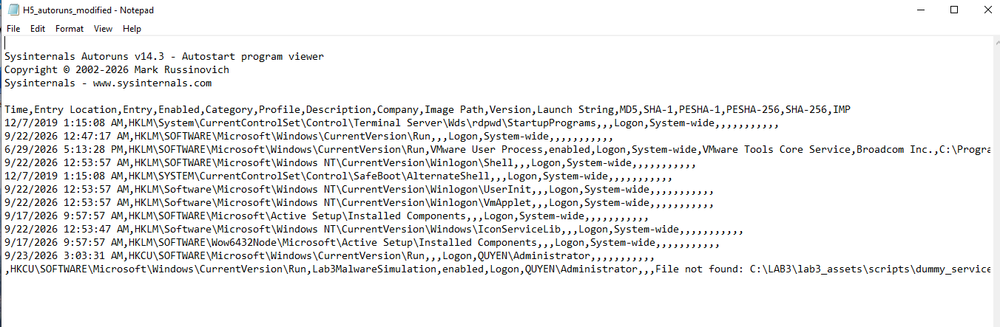 H5_autoruns_modified - Notepad
File Edit Format View Help
Sysinternals Autoruns v14.3 - Autostart program viewer
Copyright © 2002-2026 Mark Russinovich
Sysinternals - www.sysinternals.com
Time,Entry Location,Entry,Enabled,Category,Profile,Description,Company,Image Path,Version,Launch String,MD5,SHA-1,PESHA-1,PESHA-256,SHA-256,IMP
12/7/2019 1:15:08 AM,HKLM\System\CurrentControlSet\Control\Terminal Server\Wds\rdpwd\StartupPrograms,,,Logon,System-wide,,,,,,,,,,,
9/22/2026 12:47:17 AM,HKLM\SOFTWARE\Microsoft\Windows\CurrentVersion\Run,,,Logon,System-wide,,,,,,,,,,,
6/29/2026 5:13:28 PM,HKLM\SOFTWARE\Microsoft\Windows\CurrentVersion\Run,VMware User Process,enabled,Logon,System-wide,VMware Tools Core Service,Broadcom Inc.,C:\Progra
9/22/2026 12:53:57 AM,HKLM\Software\Microsoft\Windows NT\CurrentVersion\Winlogon\Shell,,,Logon,System-wide,,,,,,,,,,,
12/7/2019 1:15:08 AM,HKLM\SYSTEM\CurrentControlSet\Control\SafeBoot\AlternateShell,,,Logon,System-wide,,,,,,,,,,,
9/22/2026 12:53:57 AM,HKLM\Software\Microsoft\Windows NT\CurrentVersion\Winlogon\UserInit,,,Logon,System-wide,,,,,,,,,,,
9/22/2026 12:53:57 AM,HKLM\Software\Microsoft\Windows NT\CurrentVersion\Winlogon\VmApplet,,,Logon,System-wide,,,,,,,,,,,
9/17/2026 9:57:57 AM,HKLM\SOFTWARE\Microsoft\Active Setup\Installed Components,,,Logon,System-wide,,,,,,,,,,,
9/22/2026 12:53:47 AM,HKLM\Software\Microsoft\Windows NT\CurrentVersion\Windows\IconServiceLib,,,Logon,System-wide,,,,,,,,,,,
9/17/2026 9:57:57 AM,HKLM\SOFTWARE\Wow6432Node\Microsoft\Active Setup\Installed Components,,,Logon,System-wide,,,,,,,,,,,
9/23/2026 3:03:31 AM,HKCU\SOFTWARE\Microsoft\Windows\CurrentVersion\Run,,,Logon,QUYEN\Administrator,,,,,,,,,,,
,HKCU\SOFTWARE\Microsoft\Windows\CurrentVersion\Run,Lab3MalwareSimulation,enabled,Logon,QUYEN\Administrator,,,File not found: C:\LAB3\lab3_assets\scripts\dummy_service